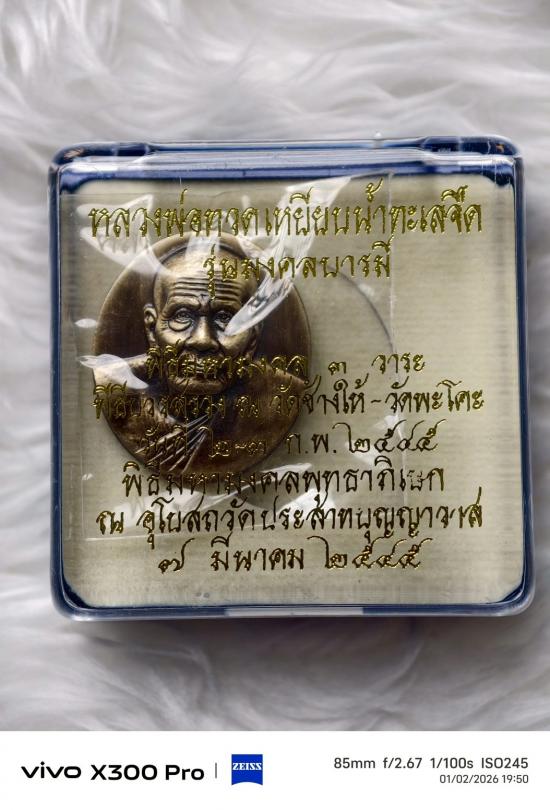 หลวงพ่อทวดเหยียบน้ำทะเลจืด
รุ่นมงคลบารมี
พิธีมหามงคล ๓ วาระ
พิธีบวงสรวง ณ วัดช้างให้-วัดพะโคะ
วันที่ ๒-๓ ก.พ. ๒๕๔๕
พิธีมหามงคลพุทธาภิเษก
ณ อุโบสถวัดประสาทบุญญาวาส
๗ มีนาคม ๒๕๔๕
vivo X300 Pro | ZEISS
85mm f/2.67 1/100s ISO245
01/02/2026 19:50